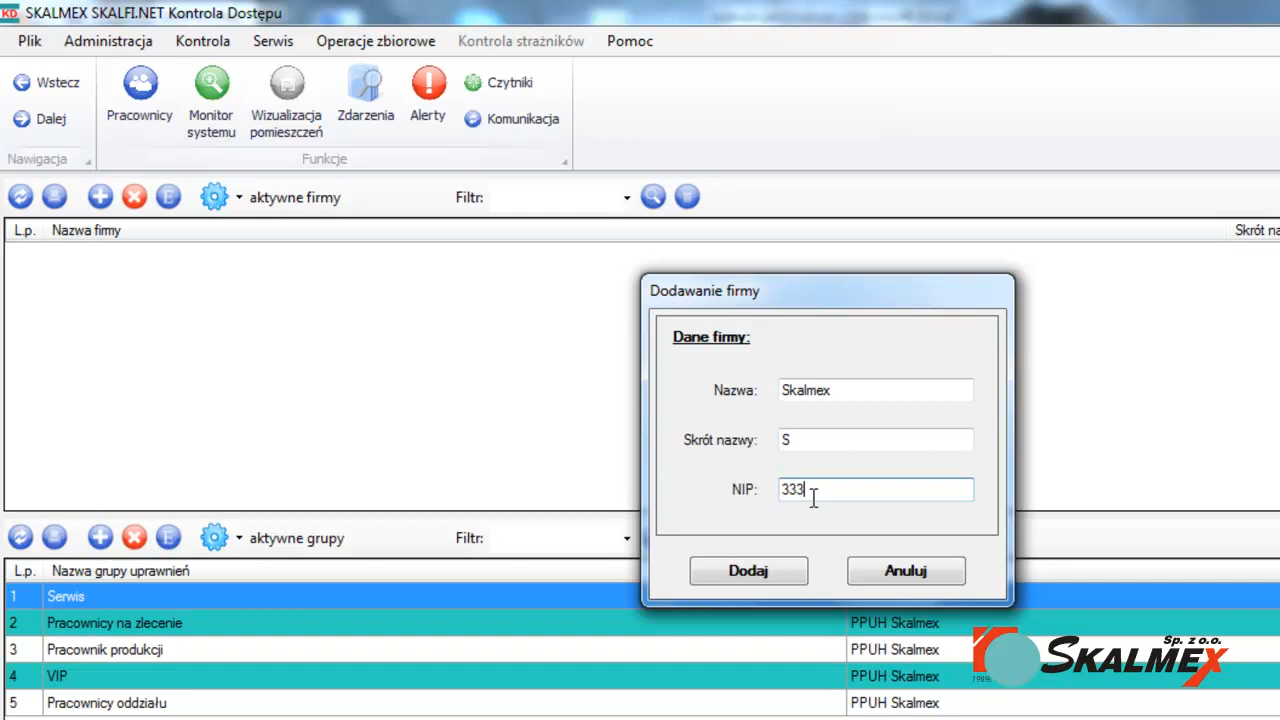 KD SKALMEX SKALFI.NET Kontrola Dostępu
Plik Administracja Kontrola Serwis Operacje zbiorowe Kontrola strażników Pomoc
Wstecz
Dalej
Nawigacja
Pracownicy
Monitor systemu
Wizualizacja pomieszczeń
Zdarzenia
Alerty
Czytniki
Komunikacja
Funkcje
E aktywne firmy Filtr:
L.p. Nazwa firmy Skrót na
Dodawanie firmy
Dane firmy:
Nazwa: Skalmex
Skrót nazwy: S
NIP: 333
Dodaj Anuluj
E aktywne grupy Filtr:
L.p. Nazwa grupy uprawnień
1 Serwis
2 Pracownicy na zlecenie PPUH Skalmex
3 Pracownik produkcji PPUH Skalmex
4 VIP PPUH Skalmex
5 Pracownicy oddziału PPUH Skalmex
Sp. z o.o.
SKALMEX